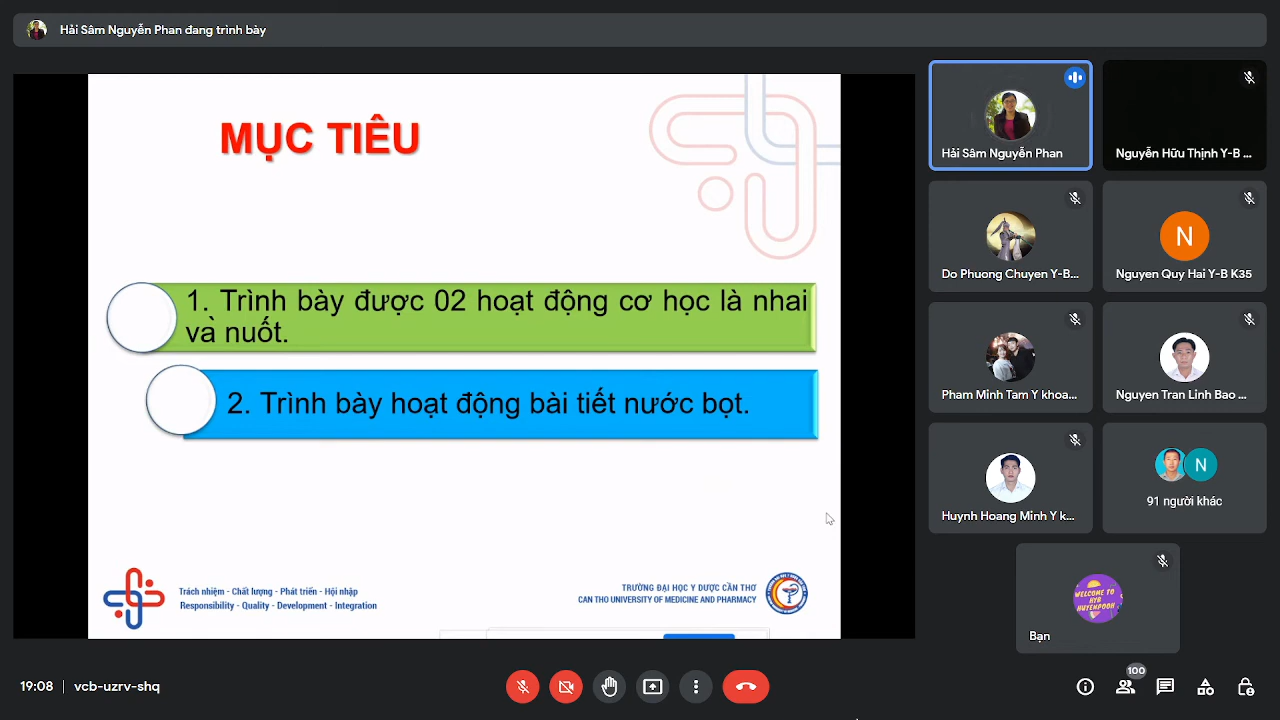 Hải Sâm Nguyễn Phan đang trình bày
MỤC TIÊU
1. Trình bày được 02 hoạt động cơ học là nhai
và nuốt.
2. Trình bày hoạt động bài tiết nước bọt.
Trách nhiệm - Chất lượng - Phát triển - Hội nhập
Responsibility - Quality - Development - Integration
TRƯỜNG ĐẠI HỌC Y DƯỢC CẦN THƠ
CAN THO UNIVERSITY OF MEDICINE AND PHARMACY
Hải Sâm Nguyễn Phan
Nguyễn Hữu Thịnh Y-B ...
Do Phuong Chuyen Y-B...
N
Nguyen Quy Hai Y-B K35
Pham Minh Tam Y khoa...
Nguyen Tran Linh Bao ...
Huynh Hoang Minh Y k...
N
91 người khác
WELCOME TO
HYB
HUYENPOOH
Bạn
19:08 | vcb-uzrv-shq
100